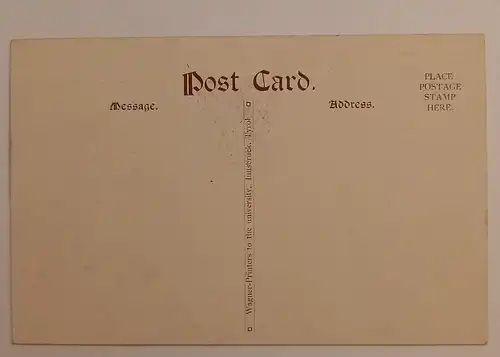 Post Card.
Message.
Address.
PLACE
POSTAGE
STAMP
HERE.
Wagner-Printers to the university, Innsbruck, Tyrol